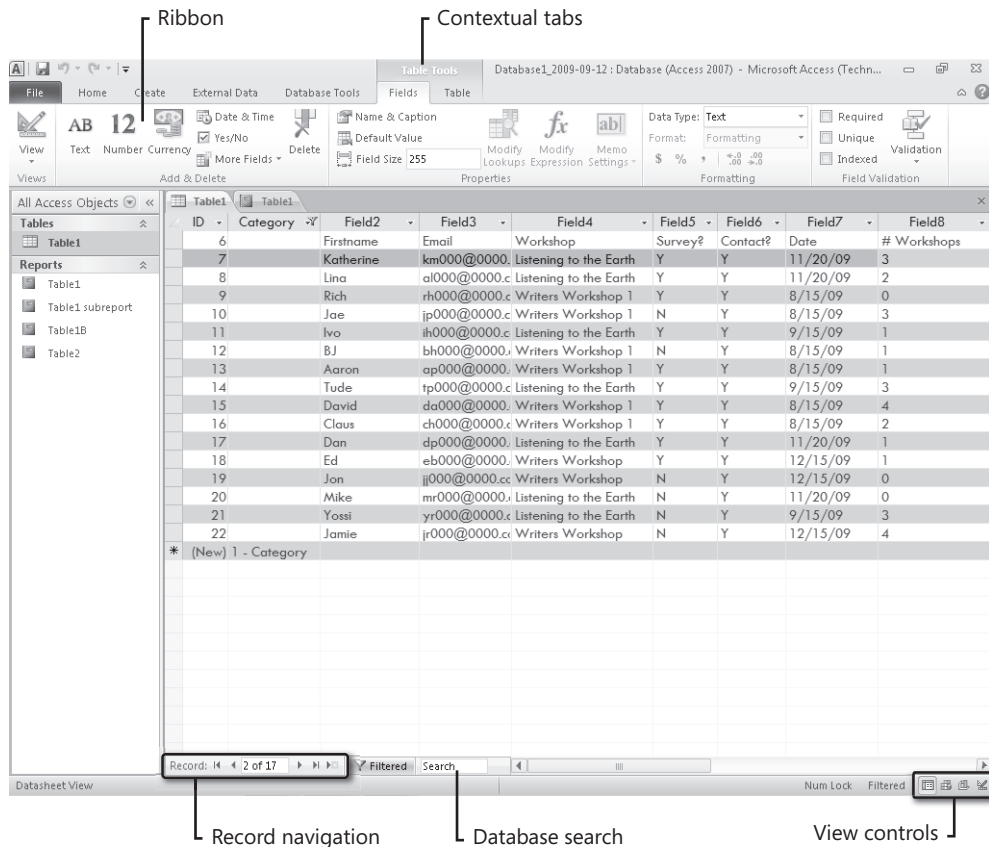 Ribbon
Contextual tabs
Table Tools
Database1_2009-09-12 : Database (Access 2007) - Microsoft Access (Techn...
File Home Create External Data Database Tools Fields Table
View
AB Text
12 Number
Currency
Date & Time
Yes/No
More Fields
Delete
Name & Caption
Default Value
Field Size 255
Modify Lookups
fx Modify Expression
ab Memo Settings
Data Type: Text
Format: Formatting
$ % , .0 .00 .00 .0
Required
Unique
Indexed
Validation
Views Add & Delete Properties Formatting Field Validation
All Access Objects
Tables
Table1
Reports
Table1
Table1 subreport
Table1B
Table2
Table1 Table1
ID Category Field2 Field3 Field4 Field5 Field6 Field7 Field8
6 Firstname Email Workshop Survey? Contact? Date # Workshops
7 Katherine km000@0000. Listening to the Earth Y Y 11/20/09 3
8 Lina al000@0000.c Listening to the Earth Y Y 11/20/09 2
9 Rich rh000@0000.c Writers Workshop 1 Y Y 8/15/09 0
10 Jae jp000@0000.c Writers Workshop 1 N Y 8/15/09 3
11 Ivo ih000@0000.c Listening to the Earth Y Y 9/15/09 1
12 BJ bh000@0000. Writers Workshop 1 N Y 8/15/09 1
13 Aaron ap000@0000. Writers Workshop 1 Y Y 8/15/09 1
14 Tude tp000@0000.c Listening to the Earth Y Y 9/15/09 3
15 David da000@0000. Writers Workshop 1 Y Y 8/15/09 4
16 Claus ch000@0000.c Writers Workshop Y Y 8/15/09 2
17 Dan dp000@0000. Listening to the Earth Y Y 11/20/09 1
18 Ed eb000@0000. Writers Workshop Y Y 12/15/09 1
19 Jon jj000@0000.cc Writers Workshop N Y 12/15/09 0
20 Mike mr000@0000. Listening to the Earth N Y 11/20/09 0
21 Yossi yr000@0000.c Listening to the Earth N Y 9/15/09 3
22 Jamie jr000@0000.cc Writers Workshop N Y 12/15/09 4
* (New) 1 - Category
Record: 2 of 17 Filtered Search
Datasheet View Num Lock Filtered
Record navigation
Database search
View controls